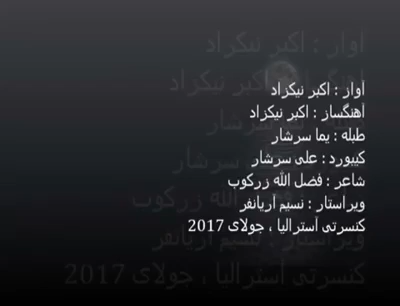 آواز : اکبر نیکزاد
آهنگساز : اکبر نیکزاد
طبله : یما سرشار
کیبورد : علی سرشار
شاعر : فضل الله زرکوب
ویراستار : نسیم آریانفر
کنسرتی آسترالیا ، جولای 2017